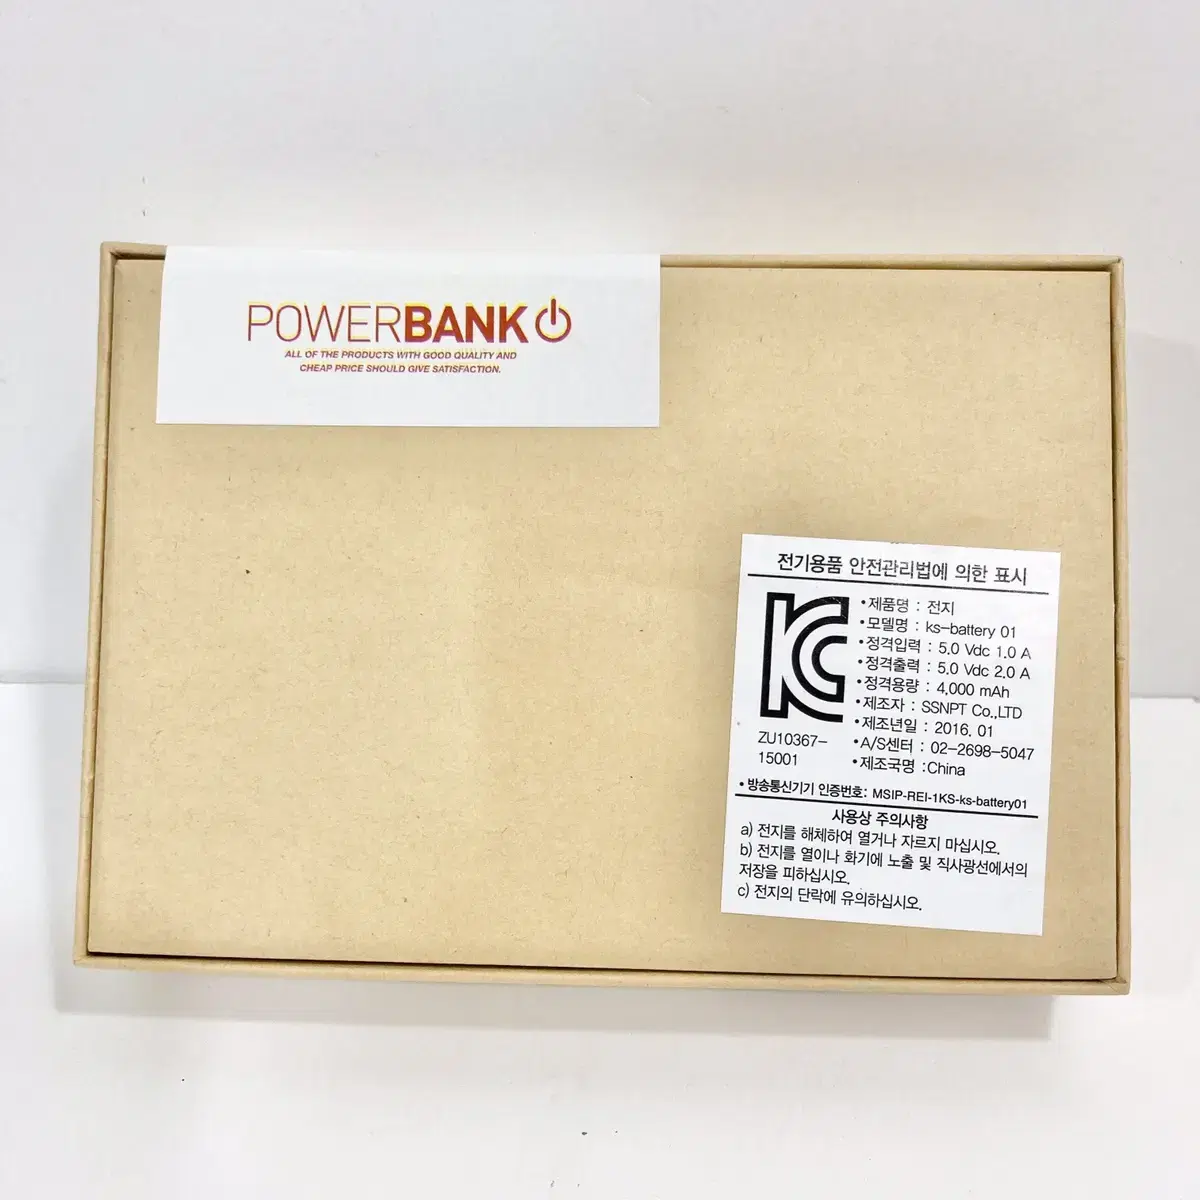 POWERBANK
ALL OF THE PRODUCTS WITH GOOD QUALITY AND
CHEAP PRICE SHOULD GIVE SATISFACTION.
전기용품 안전관리법에 의한 표시
KC
ZU10367-
15001
•제품명 : 전지
•모델명 : ks-battery 01
•정격입력 : 5.0 Vdc 1.0 A
•정격출력 : 5.0 Vdc 2.0 A
•정격용량 : 4,000 mAh
•제조자 : SSNPT Co.,LTD
•제조년일 : 2016. 01
•A/S센터 : 02-2698-5047
•제조국명 :China
•방송통신기기 인증번호: MSIP-REI-1KS-ks-battery01
사용상 주의사항
a) 전지를 해체하여 열거나 자르지 마십시오.
b) 전지를 열이나 화기에 노출 및 직사광선에서의
저장을 피하십시오.
c) 전지의 단락에 유의하십시오.